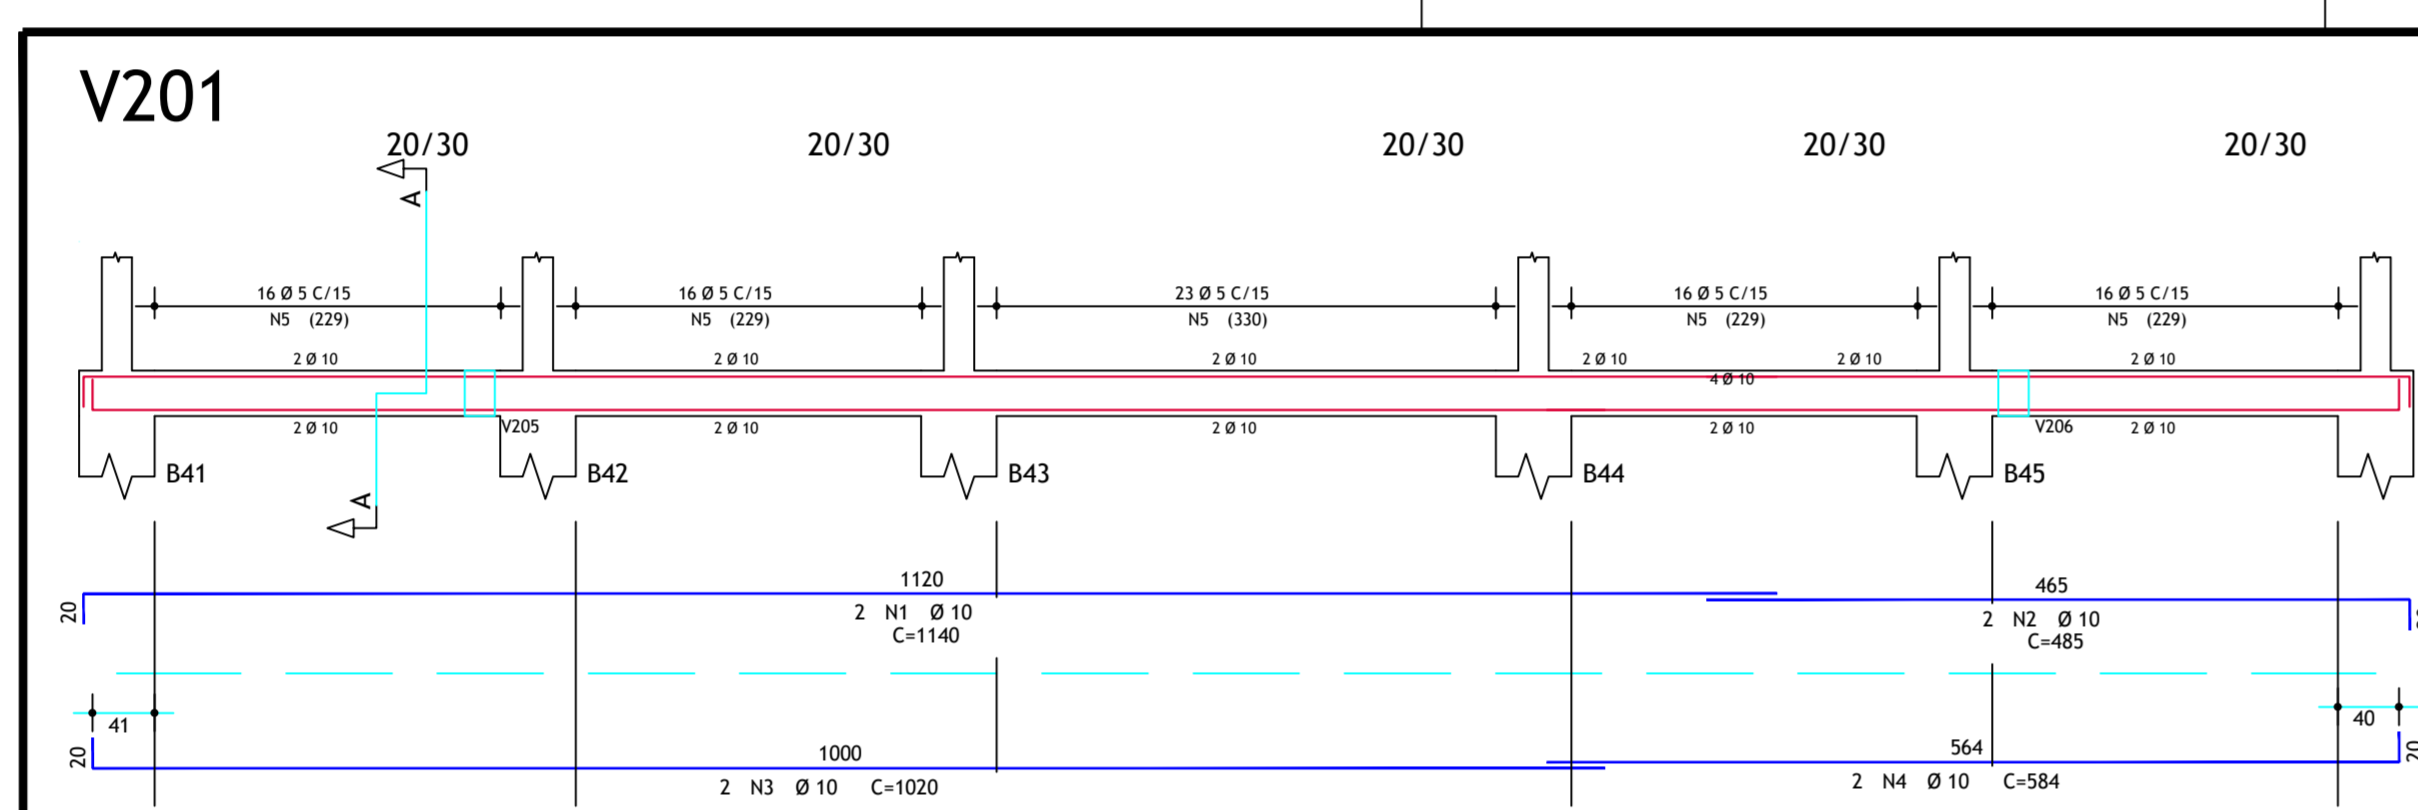 V201
20/30 20/30 20/30 20/30 20/30
A
16 Ø 5 C/15 16 Ø 5 C/15 23 Ø 5 C/15 16 Ø 5 C/15 16 Ø 5 C/15
N5 (229) N5 (229) N5 (330) N5 (229) N5 (229)
2 Ø 10 2 Ø 10 2 Ø 10 2 Ø 10 2 Ø 10 2 Ø 10
4 Ø 10
2 Ø 10 V205 2 Ø 10 2 Ø 10 2 Ø 10 V206 2 Ø 10
B41 B42 B43 B44 B45
A
1120 465
20
2 N1 Ø 10 2 N2 Ø 10
C=1140 C=485
41 40
20 1000 564 20
2 N3 Ø 10 C=1020 2 N4 Ø 10 C=584